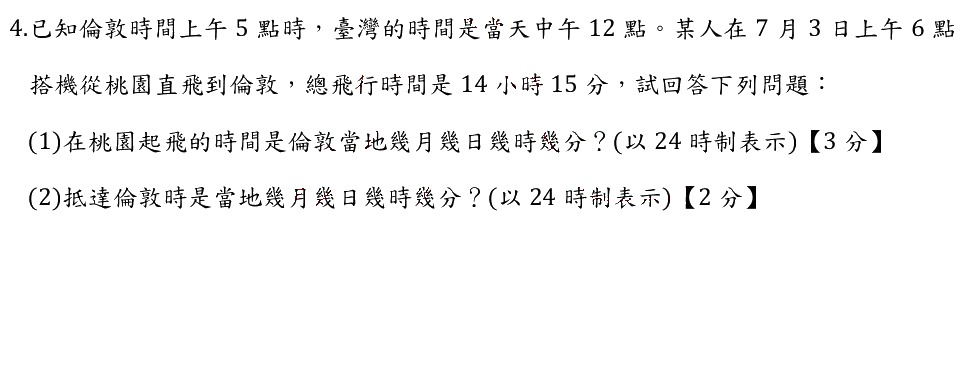 4.已知倫敦時間上午 5 點時，臺灣的時間是當天中午 12 點。某人在 7 月 3 日上午 6 點
搭機從桃園直飛到倫敦，總飛行時間是 14 小時 15 分，試回答下列問題：
(1)在桃園起飛的時間是倫敦當地幾月幾日幾時幾分？(以 24 時制表示)【3 分】
(2)抵達倫敦時是當地幾月幾日幾時幾分？(以 24 時制表示)【2 分】